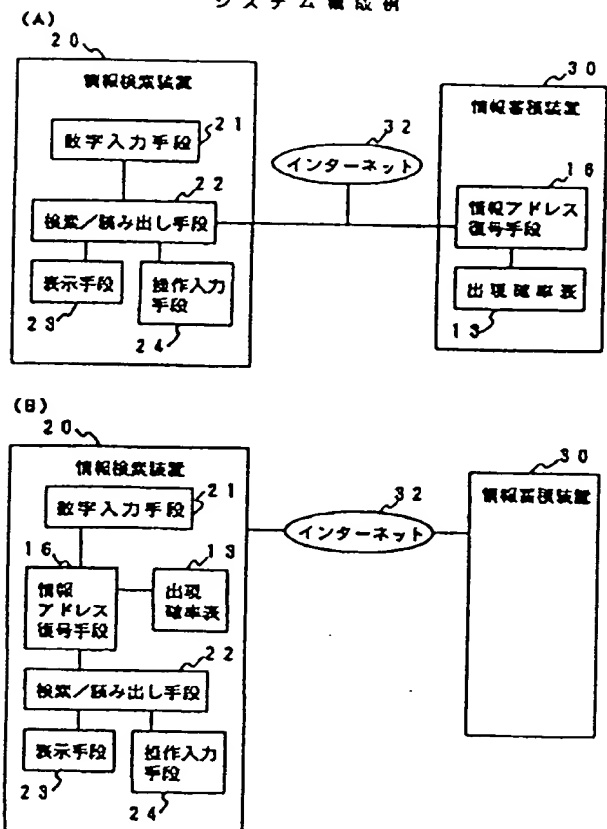 システム構成例
(A)
20
情報検索装置
数字入力手段
21
22
検索/読み出し手段
表示手段
23
操作入力
手段
24
32
インターネット
30
情報蓄積装置
16
情報アドレス
復号手段
出現確率表
13
(B)
20
情報検索装置
21
数字入力手段
16
情報
アドレス
復号手段
13
出現
確率表
22
検索/読み出し手段
表示手段
23
操作入力
手段
24
32
インターネット
30
情報蓄積装置